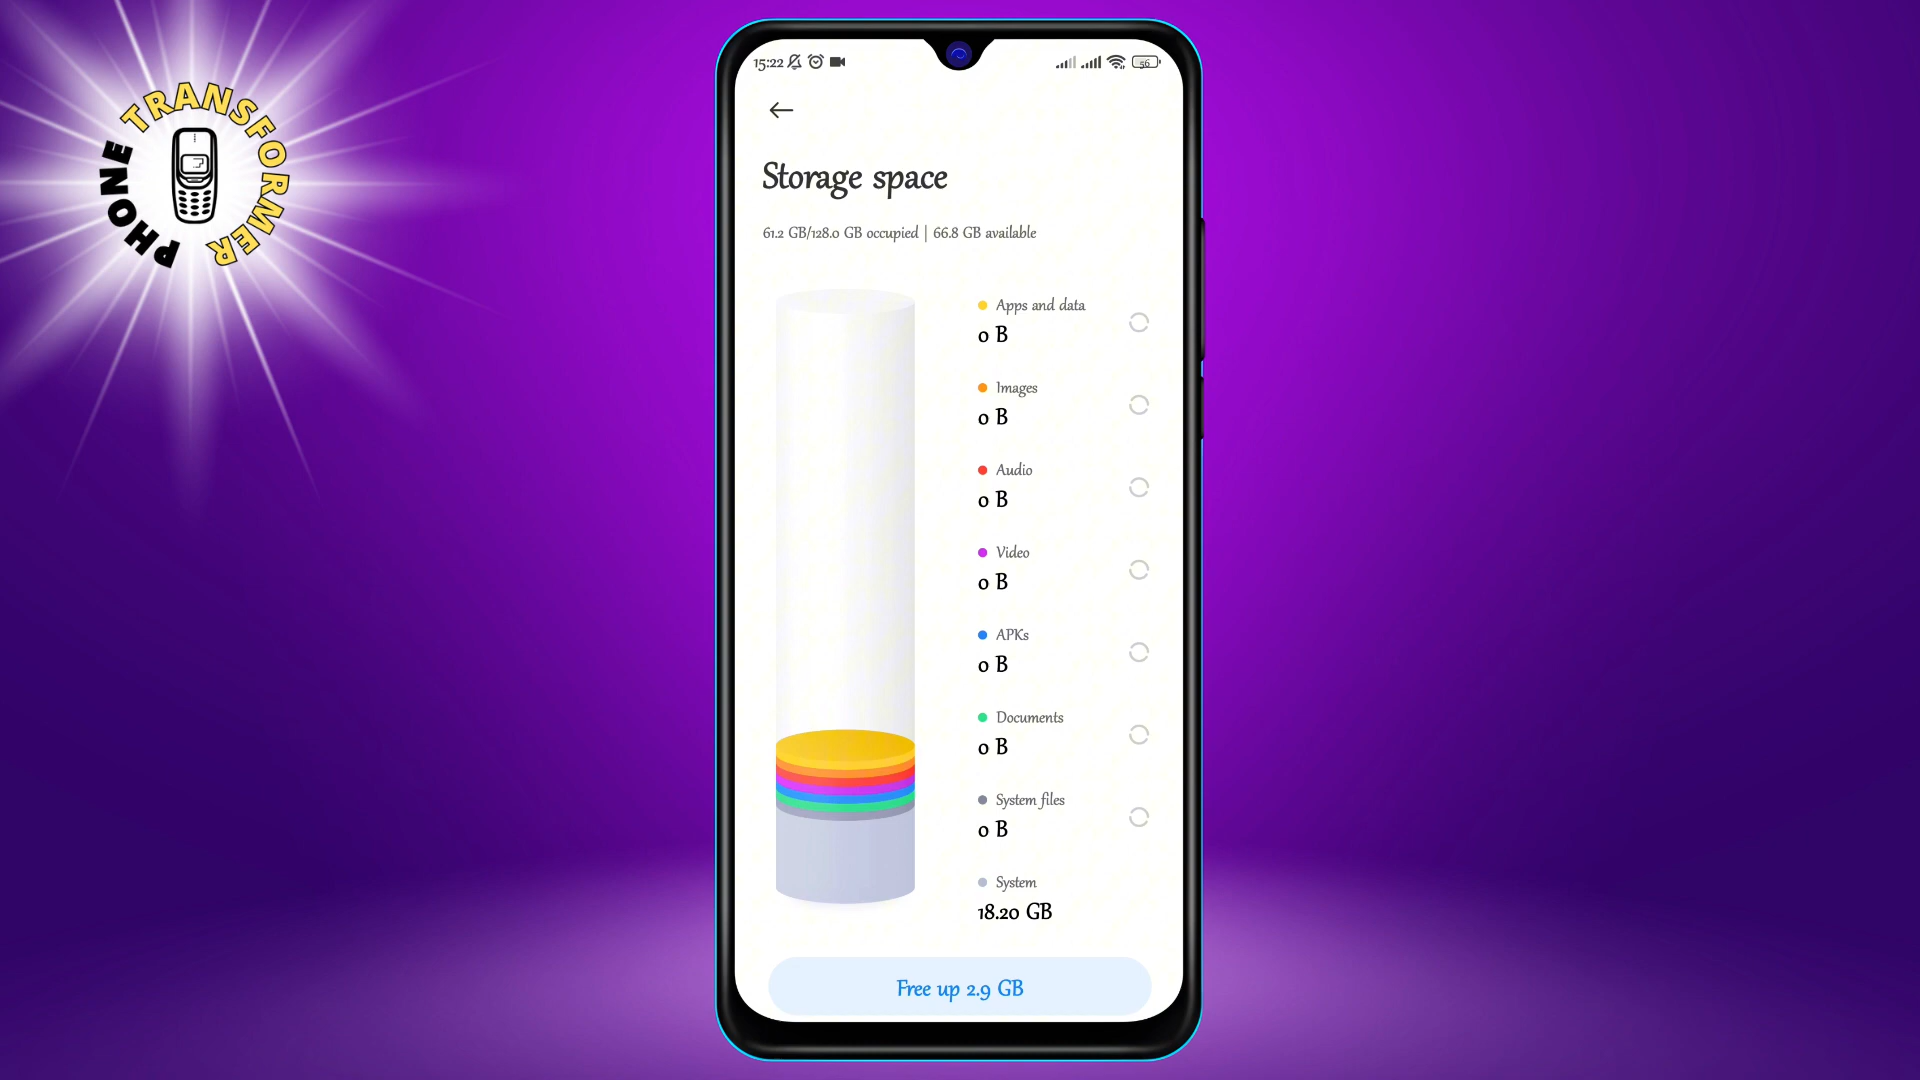 PHONE TRANSFORMER
15:22
56
Storage space
61.2 GB/128.0 GB occupied | 66.8 GB available
Apps and data
0 B
Images
0 B
Audio
0 B
Video
0 B
APKs
0 B
Documents
0 B
System files
0 B
System
18.20 GB
Free up 2.9 GB